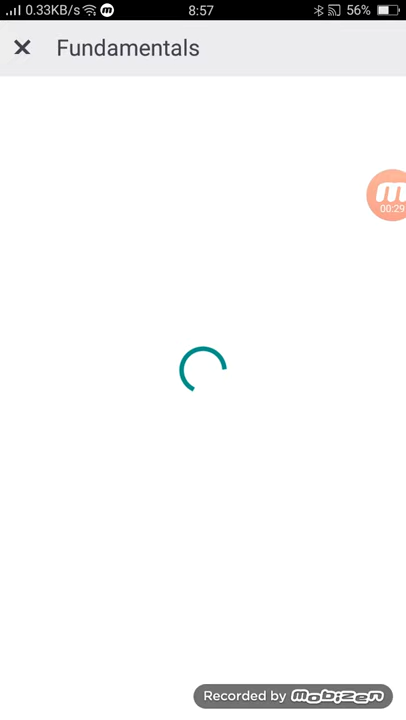 0.33KB/s m 8:57 56%
Fundamentals
m
00:29
Recorded by mobizen